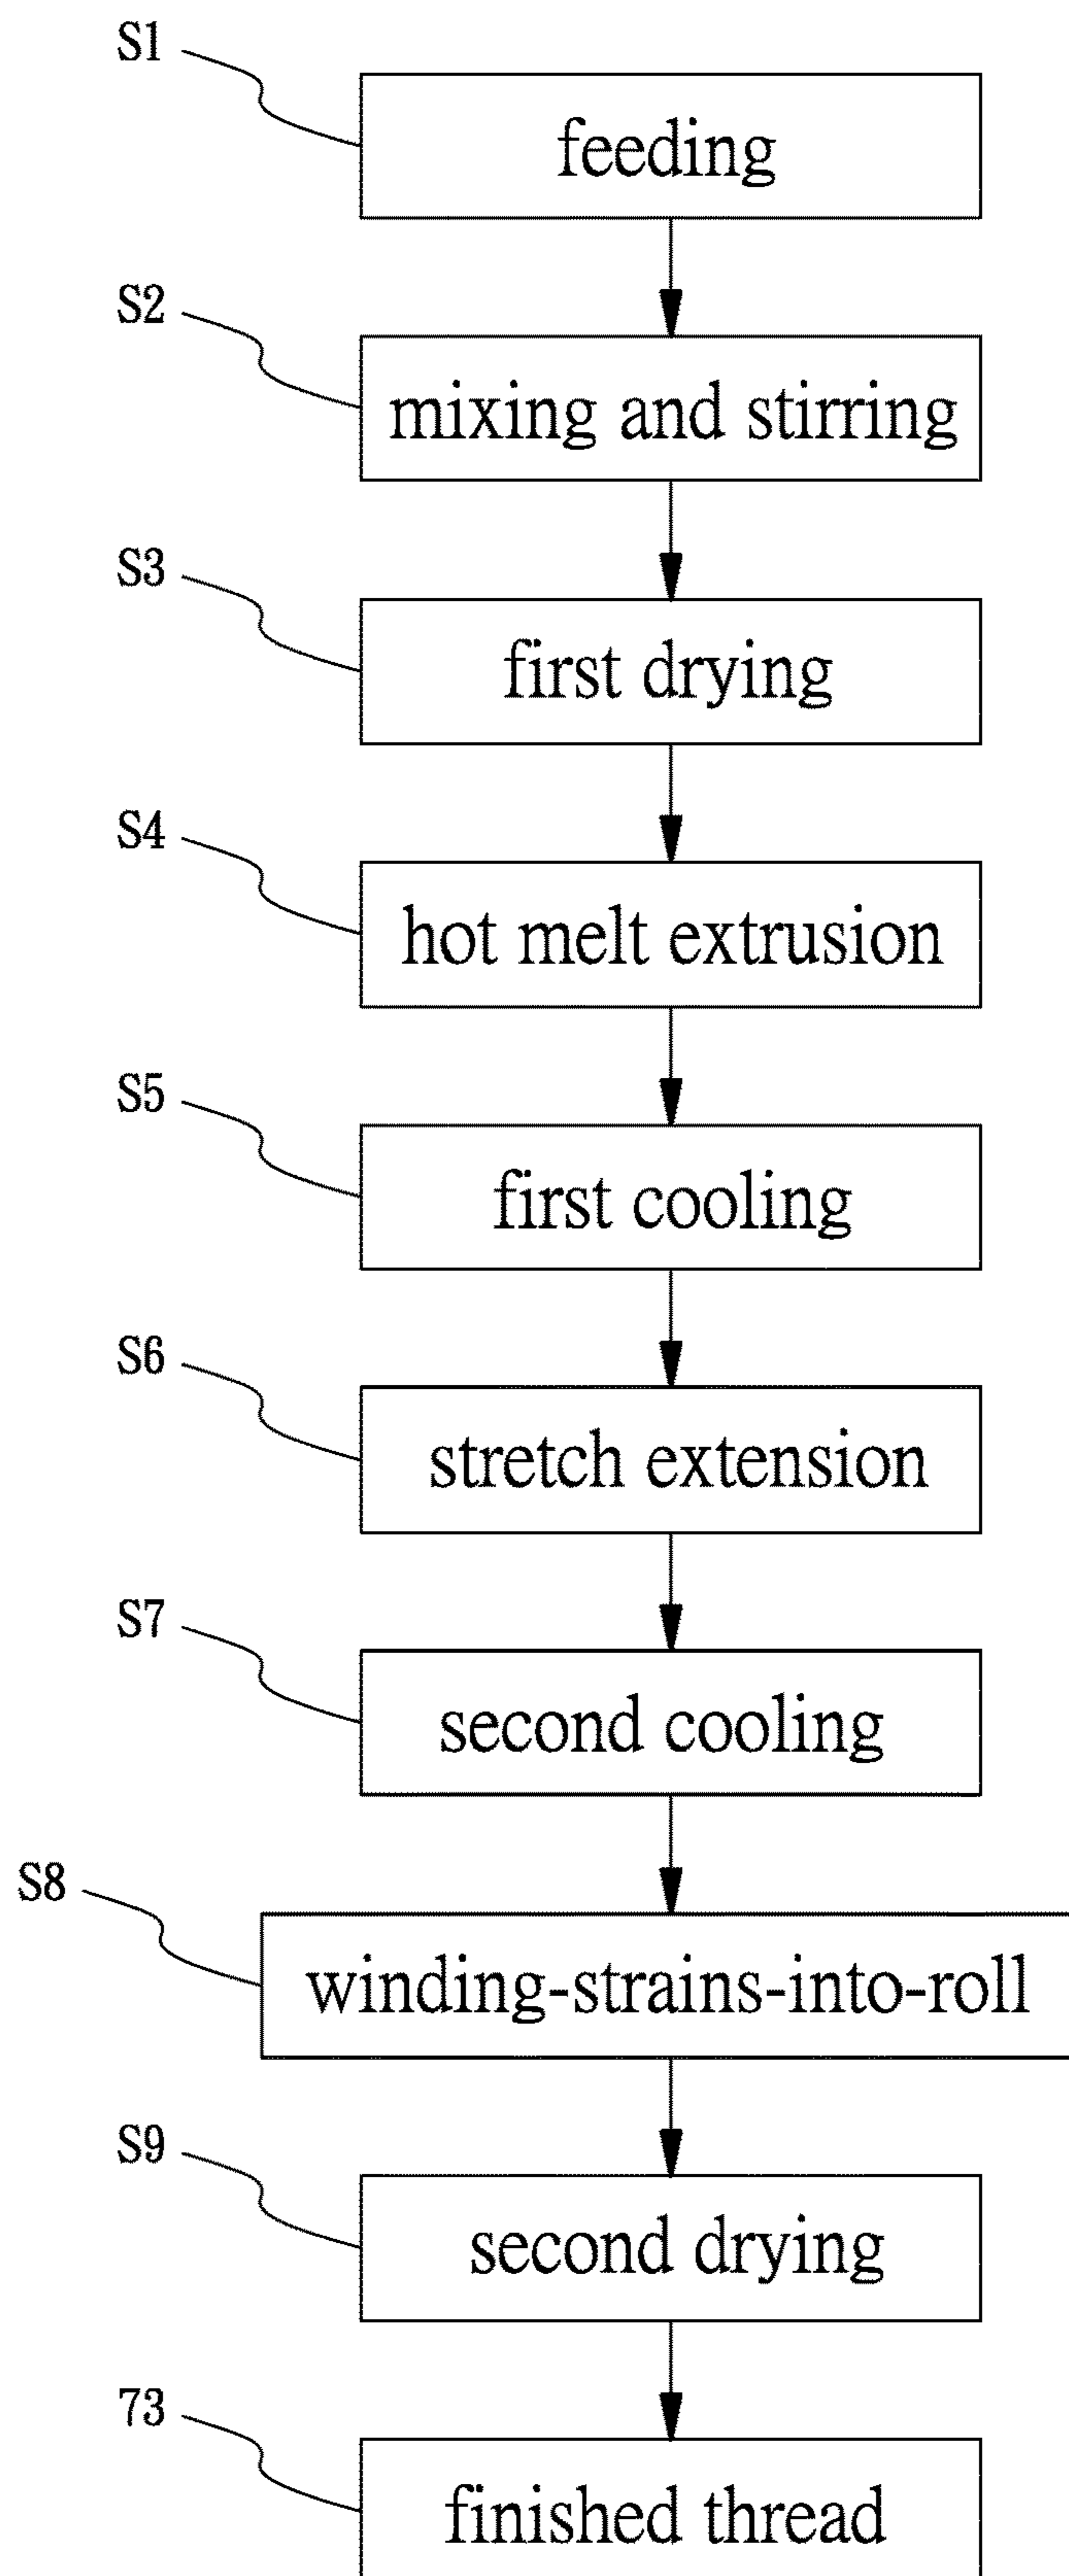 S1
feeding
S2
mixing and stirring
S3
first drying
S4
hot melt extrusion
S5
first cooling
S6
stretch extension
S7
second cooling
S8
winding-strains-into-roll
S9
second drying
73
finished thread